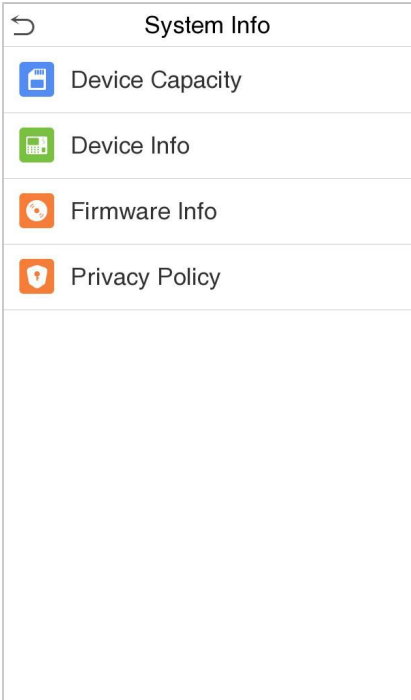 System Info
Device Capacity
Device Info
Firmware Info
Privacy Policy